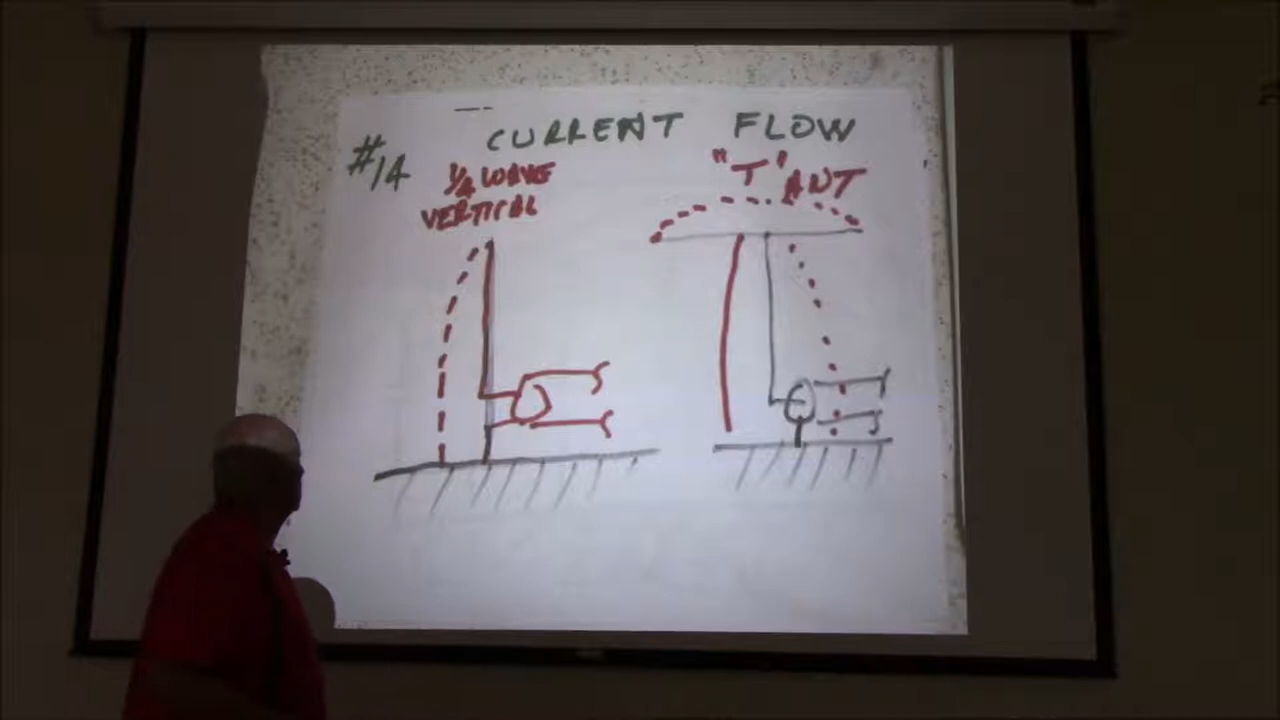 CURRENT FLOW
#14
1/4 WAVE
VERTICAL
"T" ANT